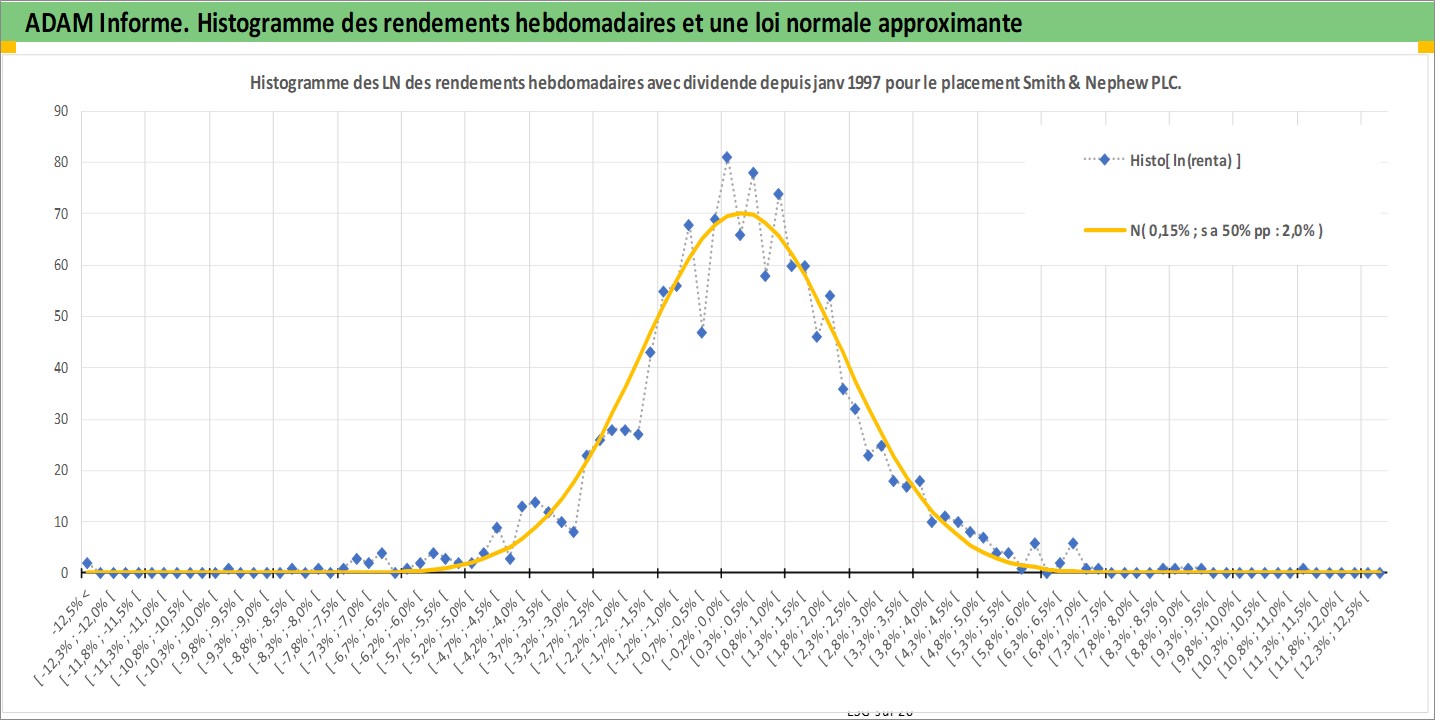 ADAM Informe. Histogramme des rendements hebdomadaires et une loi normale approximante
Histogramme des LN des rendements hebdomadaires avec dividende depuis janv 1997 pour le placement Smith & Nephew PLC.
90
80
70
60
50
40
30
20
10
0
Histo[ ln(renta) ]
N( 0,15% ; s a 50% pp : 2,0% )
-12,5% <
[ -12,3% ; -12,0% [
[ -11,8% ; -11,5% [
[ -11,3% ; -11,0% [
[ -10,8% ; -10,5% [
[ -10,3% ; -10,0% [
[ -9,8% ; -9,5% [
[ -9,3% ; -9,0% [
[ -8,8% ; -8,5% [
[ -8,3% ; -8,0% [
[ -7,8% ; -7,5% [
[ -7,3% ; -7,0% [
[ -6,7% ; -6,5% [
[ -6,2% ; -6,0% [
[ -5,7% ; -5,5% [
[ -5,2% ; -5,0% [
[ -4,7% ; -4,5% [
[ -4,2% ; -4,0% [
[ -3,7% ; -3,5% [
[ -3,2% ; -3,0% [
[ -2,7% ; -2,5% [
[ -2,2% ; -2,0% [
[ -1,7% ; -1,5% [
[ -1,2% ; -1,0% [
[ -0,7% ; -0,5% [
[ -0,2% ; 0,0% [
[ 0,3% ; 0,5% [
[ 0,8% ; 1,0% [
[ 1,3% ; 1,5% [
[ 1,8% ; 2,0% [
[ 2,3% ; 2,5% [
[ 2,8% ; 3,0% [
[ 3,3% ; 3,5% [
[ 3,8% ; 4,0% [
[ 4,3% ; 4,5% [
[ 4,8% ; 5,0% [
[ 5,3% ; 5,5% [
[ 5,8% ; 6,0% [
[ 6,3% ; 6,5% [
[ 6,8% ; 7,0% [
[ 7,3% ; 7,5% [
[ 7,8% ; 8,0% [
[ 8,3% ; 8,5% [
[ 8,8% ; 9,0% [
[ 9,3% ; 9,5% [
[ 9,8% ; 10,0% [
[ 10,3% ; 10,5% [
[ 10,8% ; 11,0% [
[ 11,3% ; 11,5% [
[ 11,8% ; 12,0% [
[ 12,3% ; 12,5% [